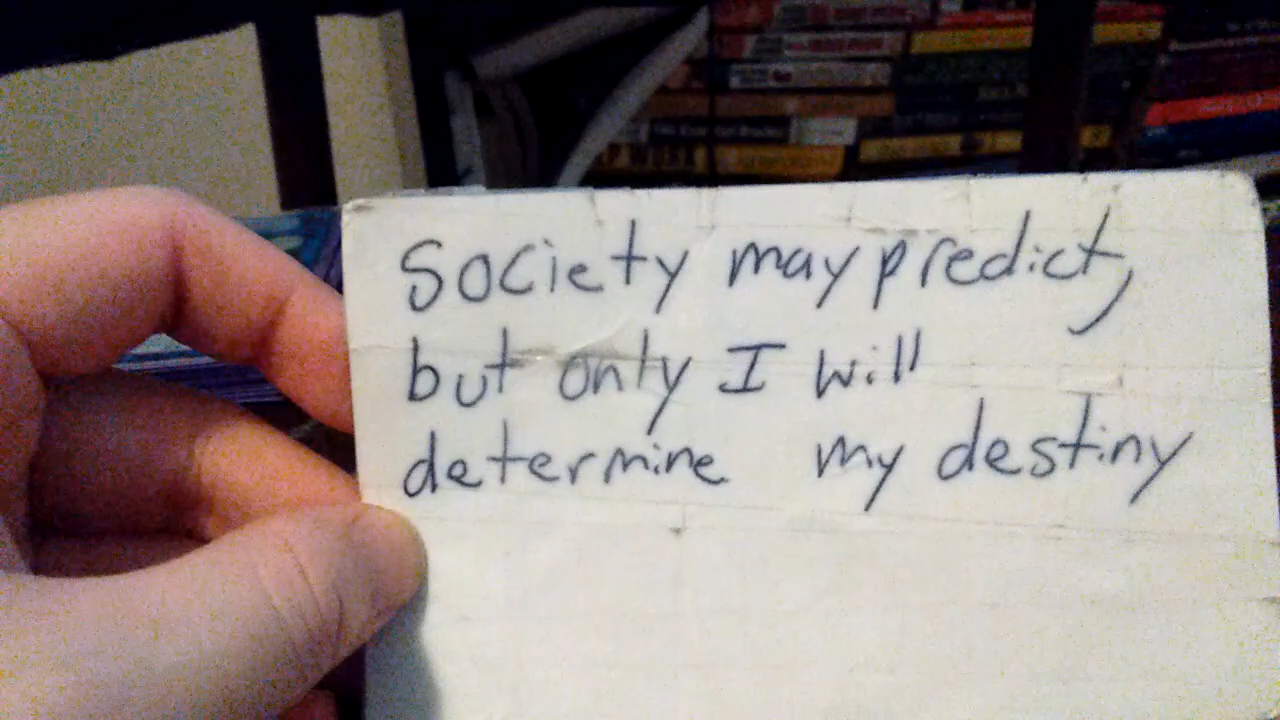 Society may predict,
but only I will
determine my destiny